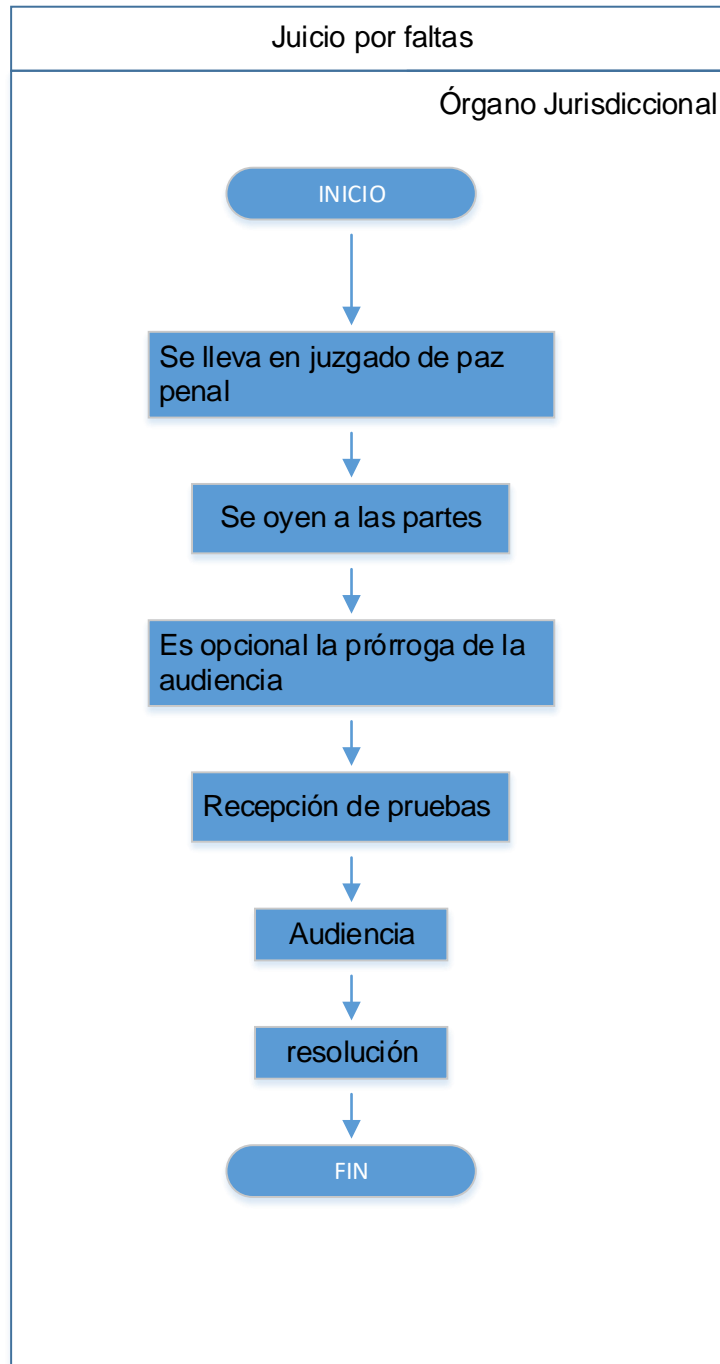 Juicio por faltas
Órgano Jurisdiccional
INICIO
Se lleva en juzgado de paz
penal
Se oyen a las partes
Es opcional la prórroga de la
audiencia
Recepción de pruebas
Audiencia
resolución
FIN